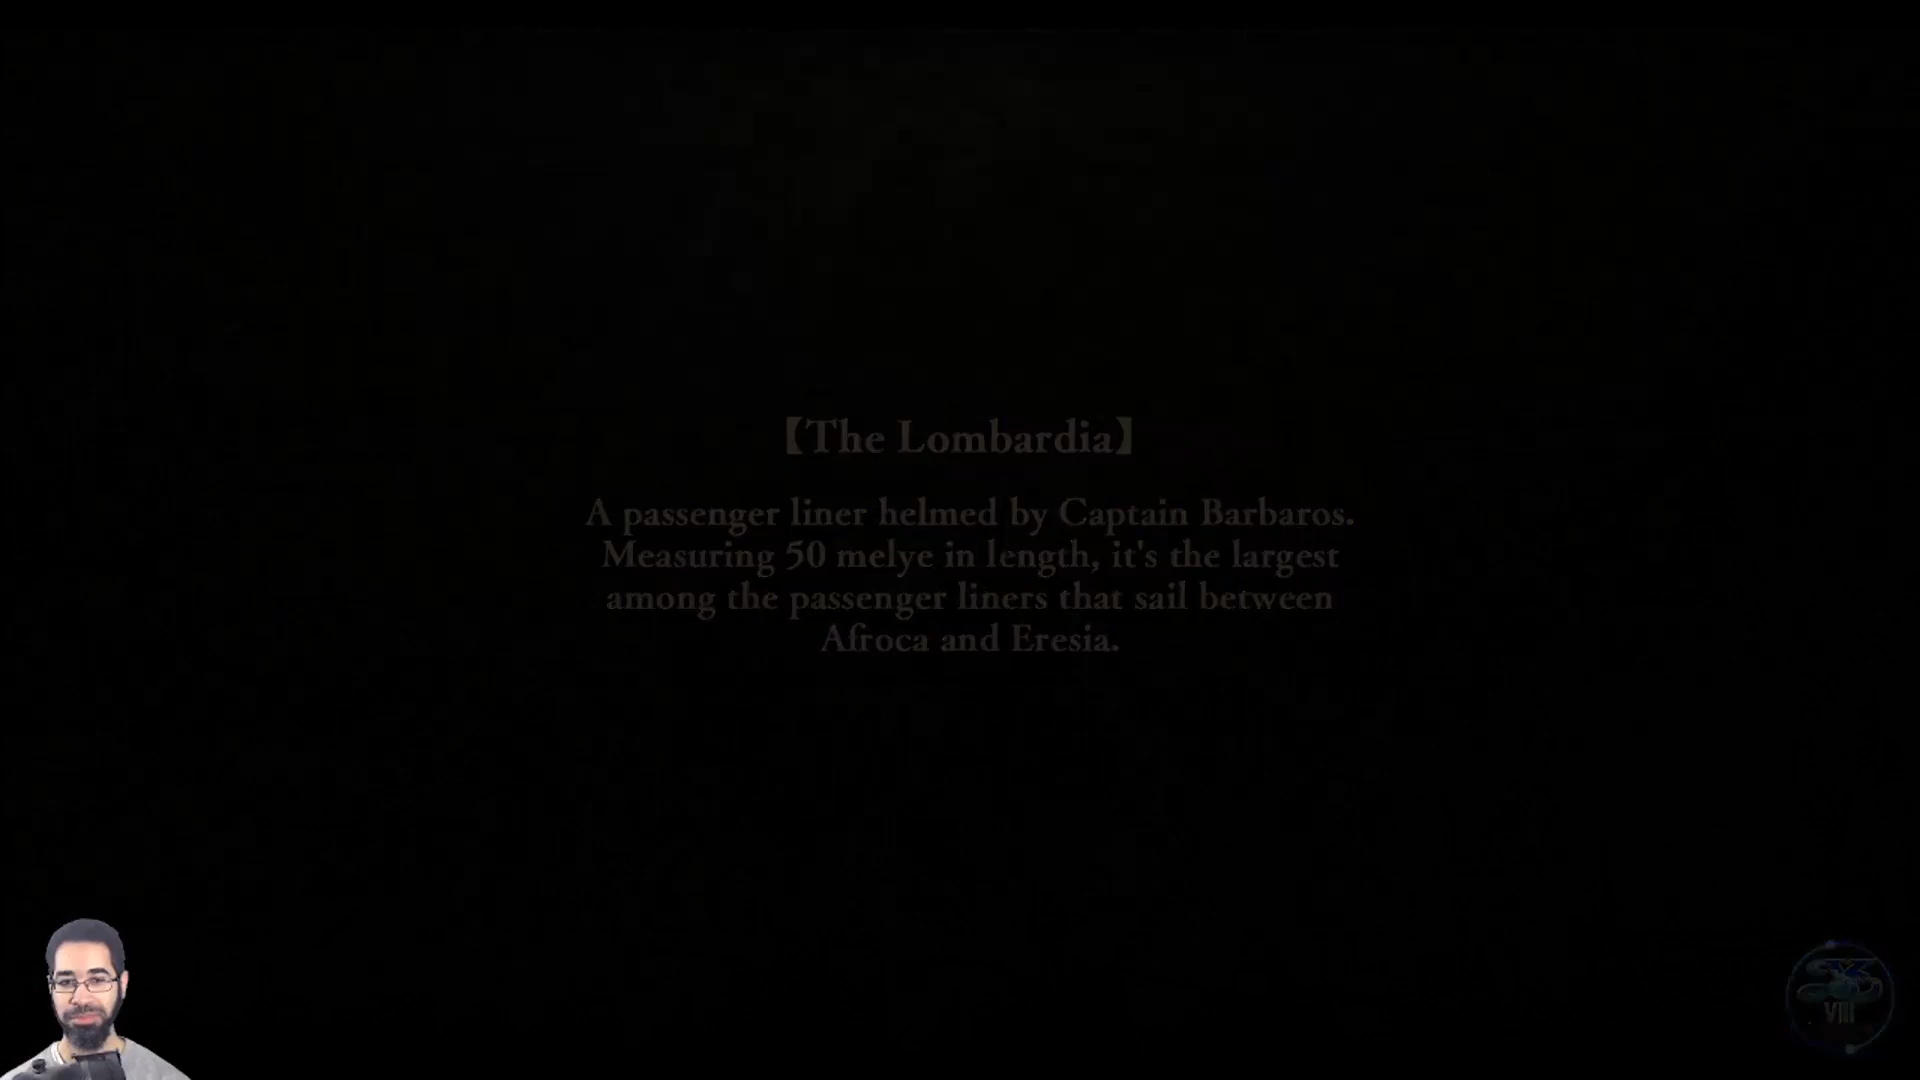 【The Lombardia】
A passenger liner helmed by Captain Barbaros.
Measuring 50 melye in length, it's the largest
among the passenger liners that sail between
Afroca and Eresia.
VIII